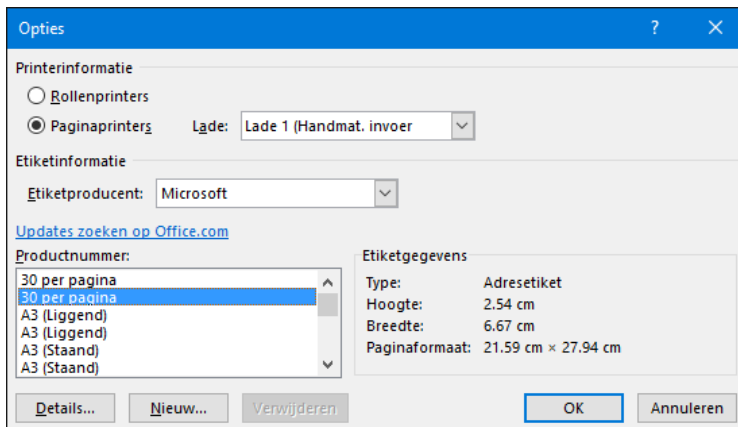 Opties
Printerinformatie
Rollenprinters
Paginaprinters Lade: Lade 1 (Handmat. invoer
Etiketinformatie
Etiketproducent: Microsoft
Updates zoeken op Office.com
Productnummer:
30 per pagina
30 per pagina
A3 (Liggend)
A3 (Liggend)
A3 (Staand)
A3 (Staand)
Etiketgegevens
Type: Adresetiket
Hoogte: 2.54 cm
Breedte: 6.67 cm
Paginaformaat: 21.59 cm × 27.94 cm
Details... Nieuw... Verwijderen OK Annuleren